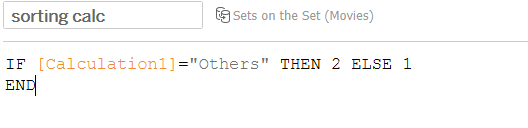 sorting calc
Sets on the Set (Movies)
IF [Calculation1]="Others" THEN 2 ELSE 1
END